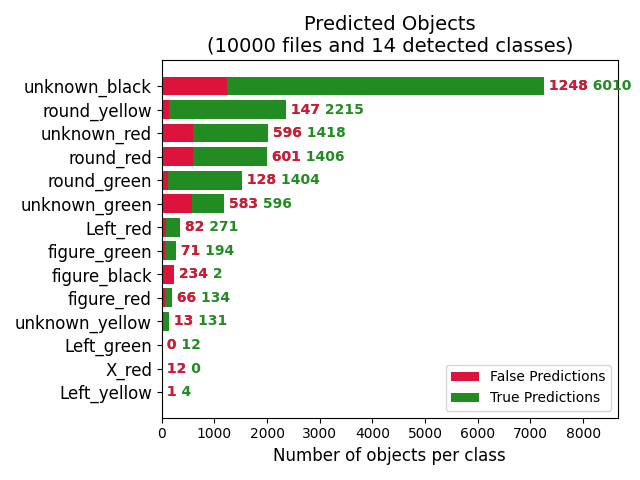 Predicted Objects
(10000 files and 14 detected classes)
unknown_black 1248 6010
round_yellow 147 2215
unknown_red 596 1418
round_red 601 1406
round_green 128 1404
unknown_green 583 596
Left_red 82 271
figure_green 71 194
figure_black 234 2
figure_red 66 134
unknown_yellow 13 131
Left_green 0 12
X_red 12 0
Left_yellow 1 4
False Predictions
True Predictions
0 1000 2000 3000 4000 5000 6000 7000 8000
Number of objects per class